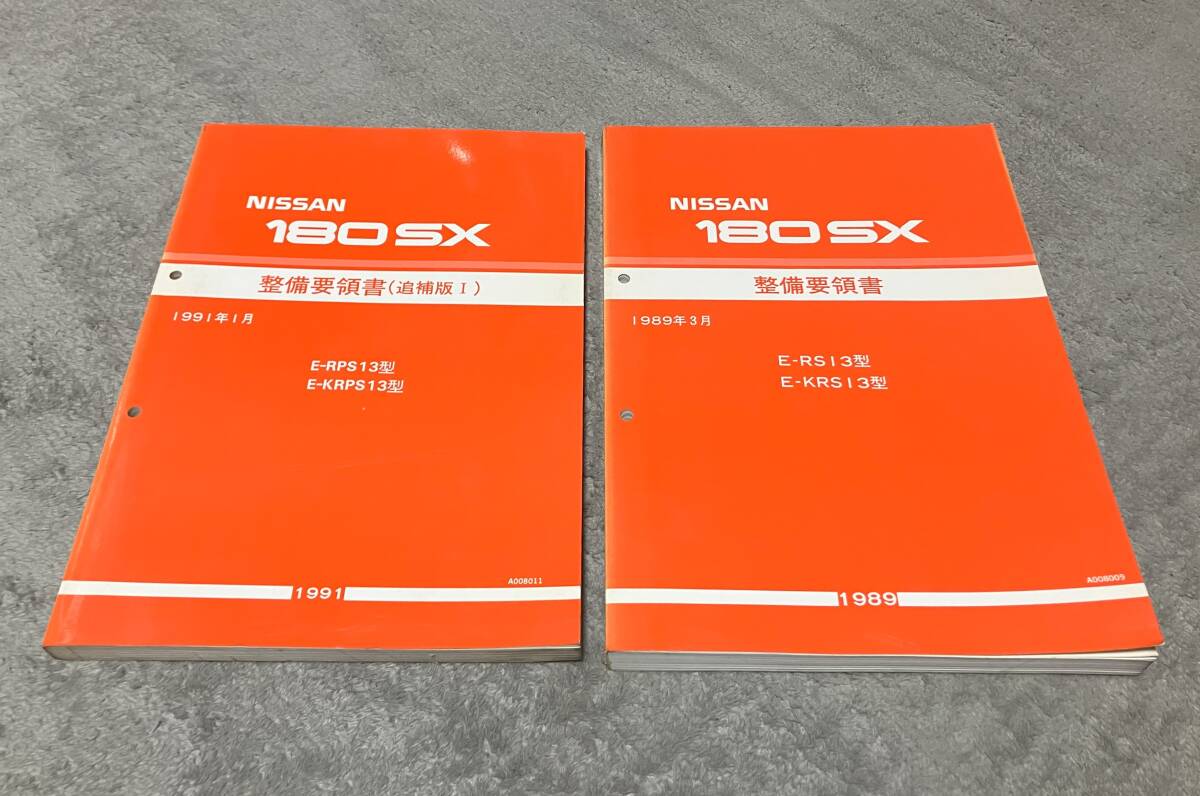 NISSAN
180SX
整備要領書(追補版I)
1991年1月
E-RPS13型
E-KRPS13型
A008011
1991
NISSAN
180SX
整備要領書
1989年3月
E-RS13型
E-KRS13型
A008009
1989